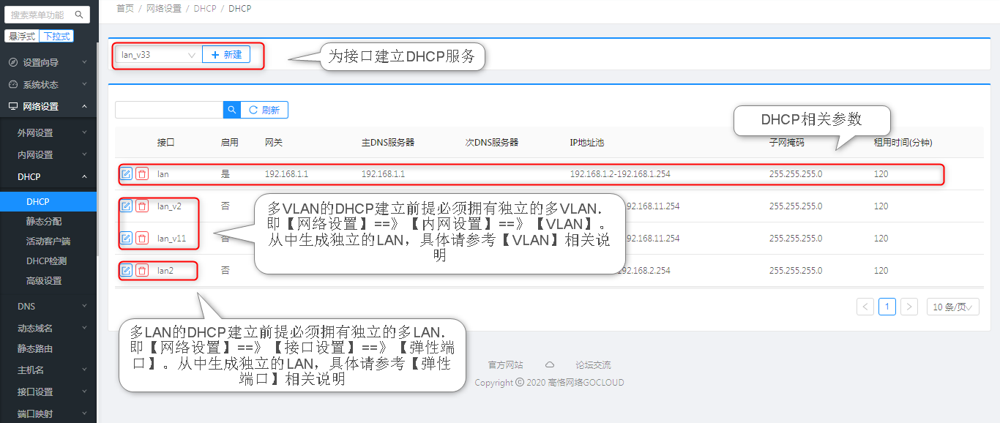 搜索菜单功能
悬浮式 下拉式
设置向导
系统状态
网络设置
外网设置
内网设置
DHCP
DHCP
静态分配
活动客户端
DHCP检测
高级设置
DNS
动态域名
静态路由
主机名
接口设置
端口映射
首页 / 网络设置 / DHCP / DHCP
lan_v33 + 新建
为接口建立DHCP服务
刷新
DHCP相关参数
接口 启用 网关 主DNS服务器 次DNS服务器 IP地址池 子网掩码 租用时间(分钟)
lan 是 192.168.1.1 192.168.1.1 192.168.1.2-192.168.1.254 255.255.255.0 120
lan_v2 否 92.168.11.254 255.255.255.0 120
lan_v11 否 92.168.11.254 255.255.255.0 120
lan2 否 192.168.2.254 255.255.255.0 120
多VLAN的DHCP建立前提必须拥有独立的多VLAN.
即【网络设置】==》【内网设置】==》【VLAN】。
从中生成独立的LAN，具体请参考【VLAN】相关说
明
< 1 > 10 条/页
多LAN的DHCP建立前提必须拥有独立的多LAN.
即【网络设置】==》【接口设置】==》【弹性端
口】。从中生成独立的LAN，具体请参考【弹性
端口】相关说明
官方网站 论坛交流
Copyright © 2020 高恪网络GOCLOUD